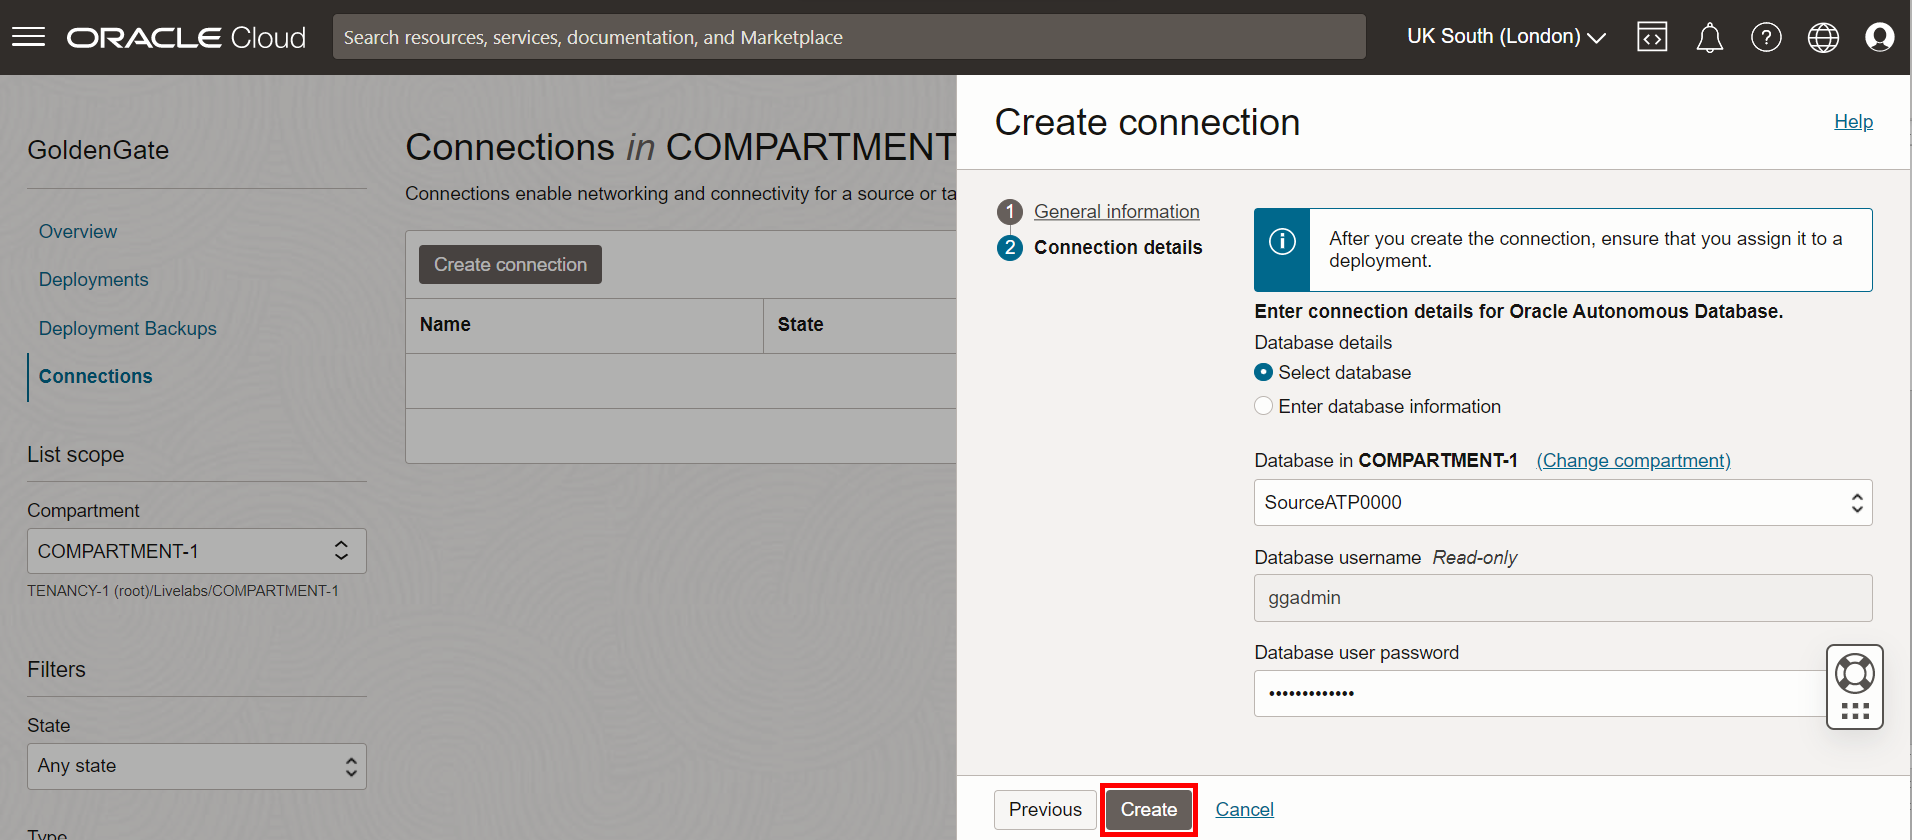 ORACLE Cloud
Search resources, services, documentation, and Marketplace
UK South (London)
GoldenGate
Overview
Deployments
Deployment Backups
Connections
List scope
Compartment
COMPARTMENT-1
TENANCY-1 (root)/Livelabs/COMPARTMENT-1
Filters
State
Any state
Type
Connections in COMPARTMENT
Connections enable networking and connectivity for a source or ta
Create connection
Name State
Create connection
Help
1 General information
2 Connection details
After you create the connection, ensure that you assign it to a
deployment.
Enter connection details for Oracle Autonomous Database.
Database details
Select database
Enter database information
Database in COMPARTMENT-1 (Change compartment)
SourceATP0000
Database username Read-only
ggadmin
Database user password
•••••••••••••
Previous Create Cancel